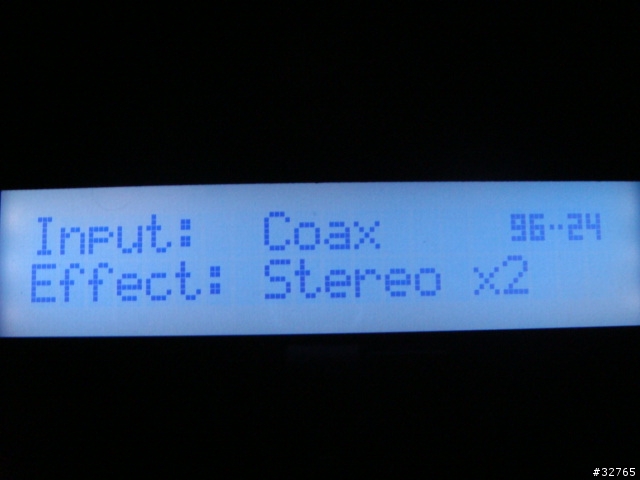 Input: Coax 96··24
Effect: Stereo x2
#32765